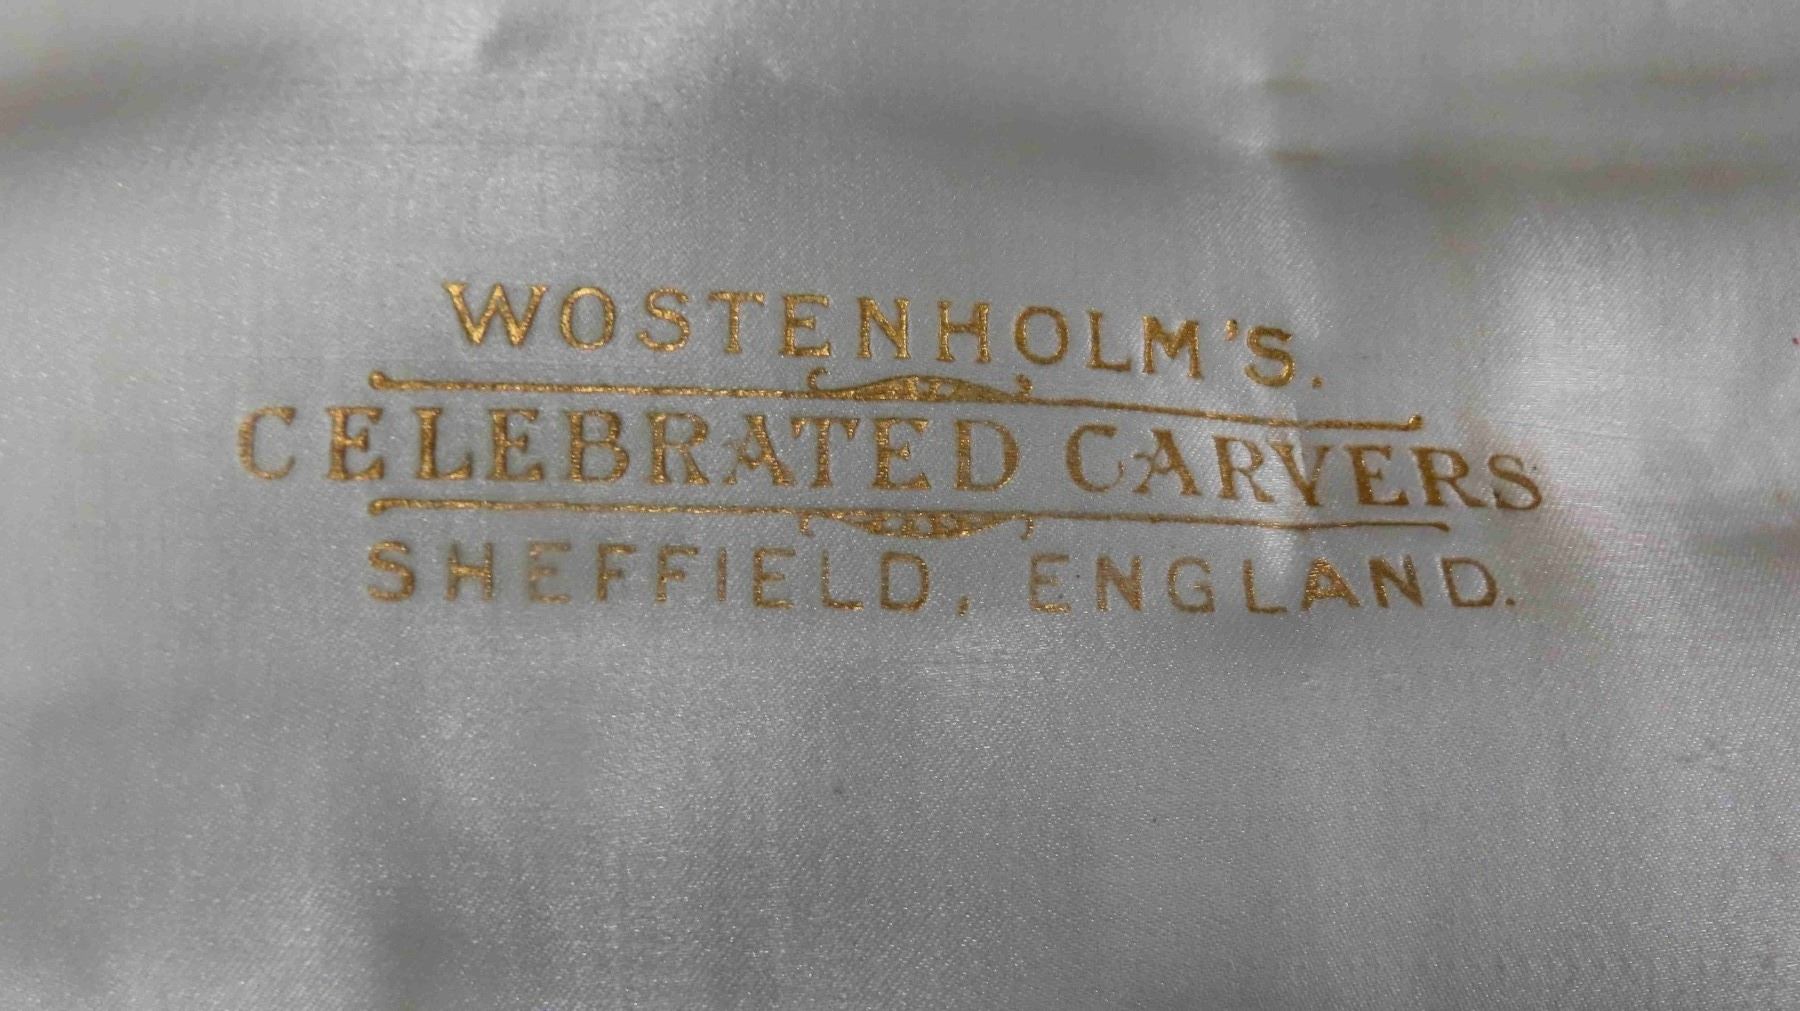 WOSTENHOLM'S.
CELEBRATED CARVERS
SHEFFIELD, ENGLAND.